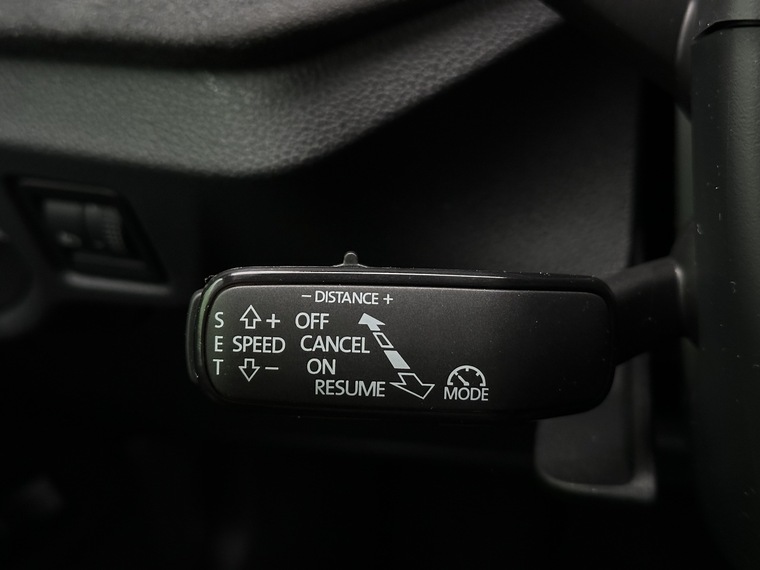 − DISTANCE +
S + OFF
E SPEED CANCEL
T − ON
RESUME
MODE